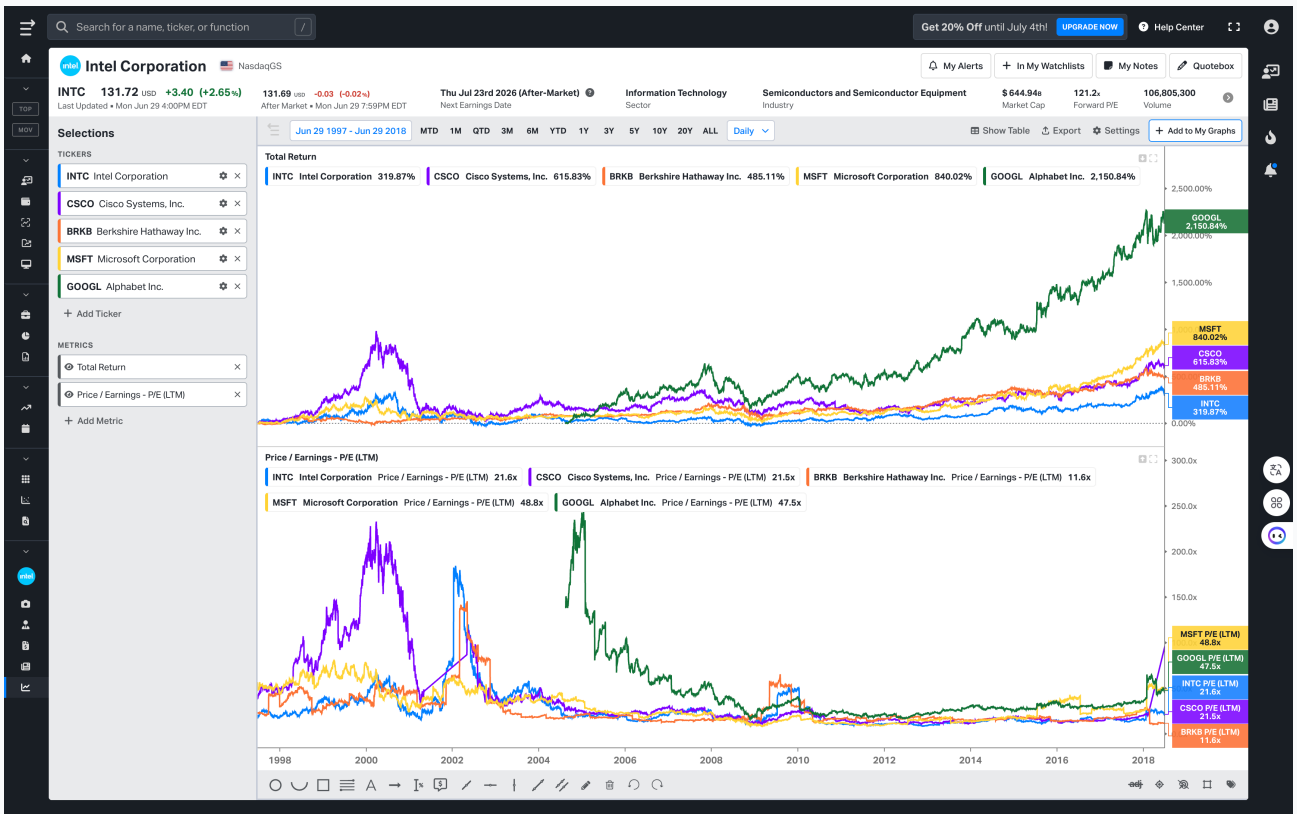 Search for a name, ticker, or function /
Get 20% Off until July 4th! UPGRADE NOW
Help Center
TOP
MOV
intel
intel Intel Corporation NasdaqGS
My Alerts
In My Watchlists
My Notes
Quotebox
INTC 131.72 USD +3.40 (+2.65%)
Last Updated • Mon Jun 29 4:00PM EDT
131.69 USD -0.03 (-0.02%)
After Market • Mon Jun 29 7:59PM EDT
Thu Jul 23rd 2026 (After-Market)
Next Earnings Date
Information Technology
Sector
Semiconductors and Semiconductor Equipment
Industry
$ 644.94B
Market Cap
121.2x
Forward P/E
106,805,300
Volume
Selections
TICKERS
INTC Intel Corporation
CSCO Cisco Systems, Inc.
BRKB Berkshire Hathaway Inc.
MSFT Microsoft Corporation
GOOGL Alphabet Inc.
+ Add Ticker
METRICS
Total Return
Price / Earnings - P/E (LTM)
+ Add Metric
Jun 29 1997 - Jun 29 2018 MTD 1M QTD 3M 6M YTD 1Y 3Y 5Y 10Y 20Y ALL Daily
Show Table Export Settings + Add to My Graphs
Total Return
INTC Intel Corporation 319.87% CSCO Cisco Systems, Inc. 615.83% BRKB Berkshire Hathaway Inc. 485.11% MSFT Microsoft Corporation 840.02% GOOGL Alphabet Inc. 2,150.84%
2,500.00%
GOOGL
2,150.84%
2,000.00%
1,500.00%
MSFT
840.02%
CSCO
615.83%
BRKB
485.11%
INTC
319.87%
0.00%
Price / Earnings - P/E (LTM)
INTC Intel Corporation Price / Earnings - P/E (LTM) 21.6x CSCO Cisco Systems, Inc. Price / Earnings - P/E (LTM) 21.5x BRKB Berkshire Hathaway Inc. Price / Earnings - P/E (LTM) 11.6x
MSFT Microsoft Corporation Price / Earnings - P/E (LTM) 48.8x GOOGL Alphabet Inc. Price / Earnings - P/E (LTM) 47.5x
300.0x
250.0x
200.0x
150.0x
MSFT P/E (LTM)
48.8x
GOOGL P/E (LTM)
47.5x
INTC P/E (LTM)
21.6x
CSCO P/E (LTM)
21.5x
BRKB P/E (LTM)
11.6x
1998 2000 2002 2004 2006 2008 2010 2012 2014 2016 2018
adj